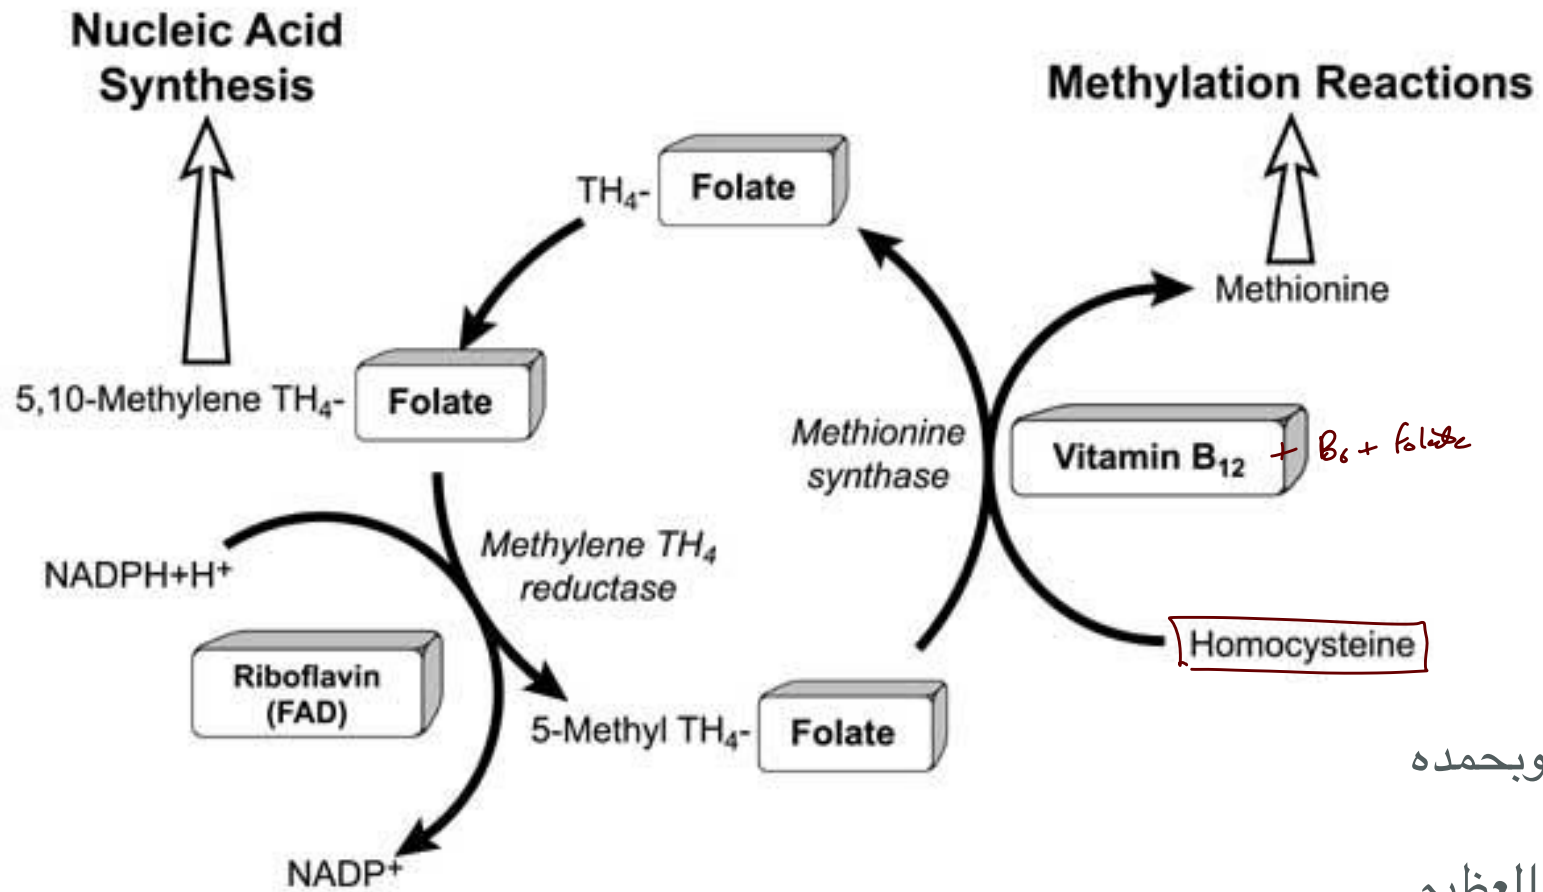 Nucleic Acid
Synthesis
Methylation Reactions
TH₄-
Folate
Methionine
5,10-Methylene TH₄-
Folate
Methionine
synthase
Vitamin B₁₂
+ B₆ + Folate
NADPH+H⁺
Methylene TH₄
reductase
Homocysteine
Riboflavin
(FAD)
5-Methyl TH₄-
Folate
وبحمده
NADP⁺
العظيم